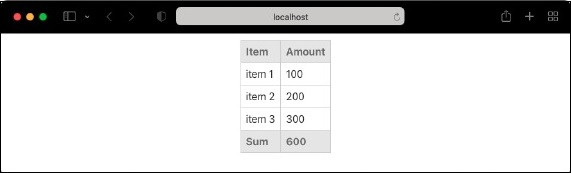 localhost
Item Amount
item 1 100
item 2 200
item 3 300
Sum 600